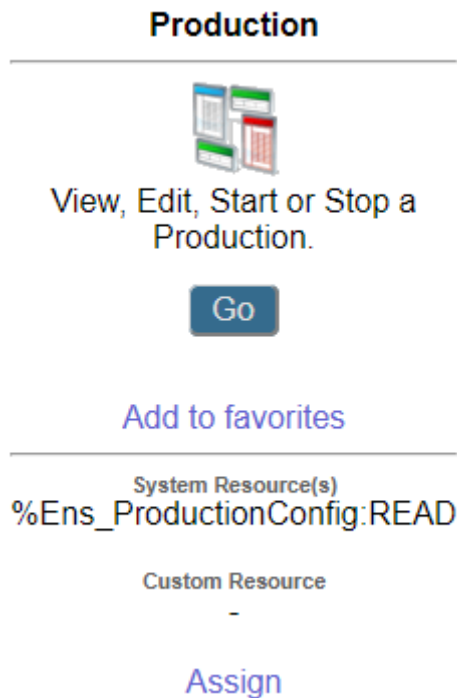 Production
View, Edit, Start or Stop a
Production.
Go
Add to favorites
System Resource(s)
%Ens_ProductionConfig:READ
Custom Resource
-
Assign